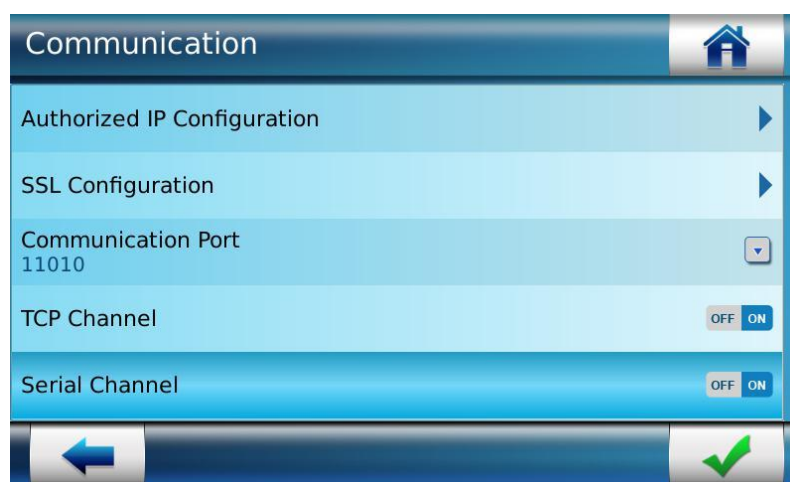 Communication
Authorized IP Configuration
SSL Configuration
Communication Port
11010
TCP Channel
OFF ON
Serial Channel
OFF ON